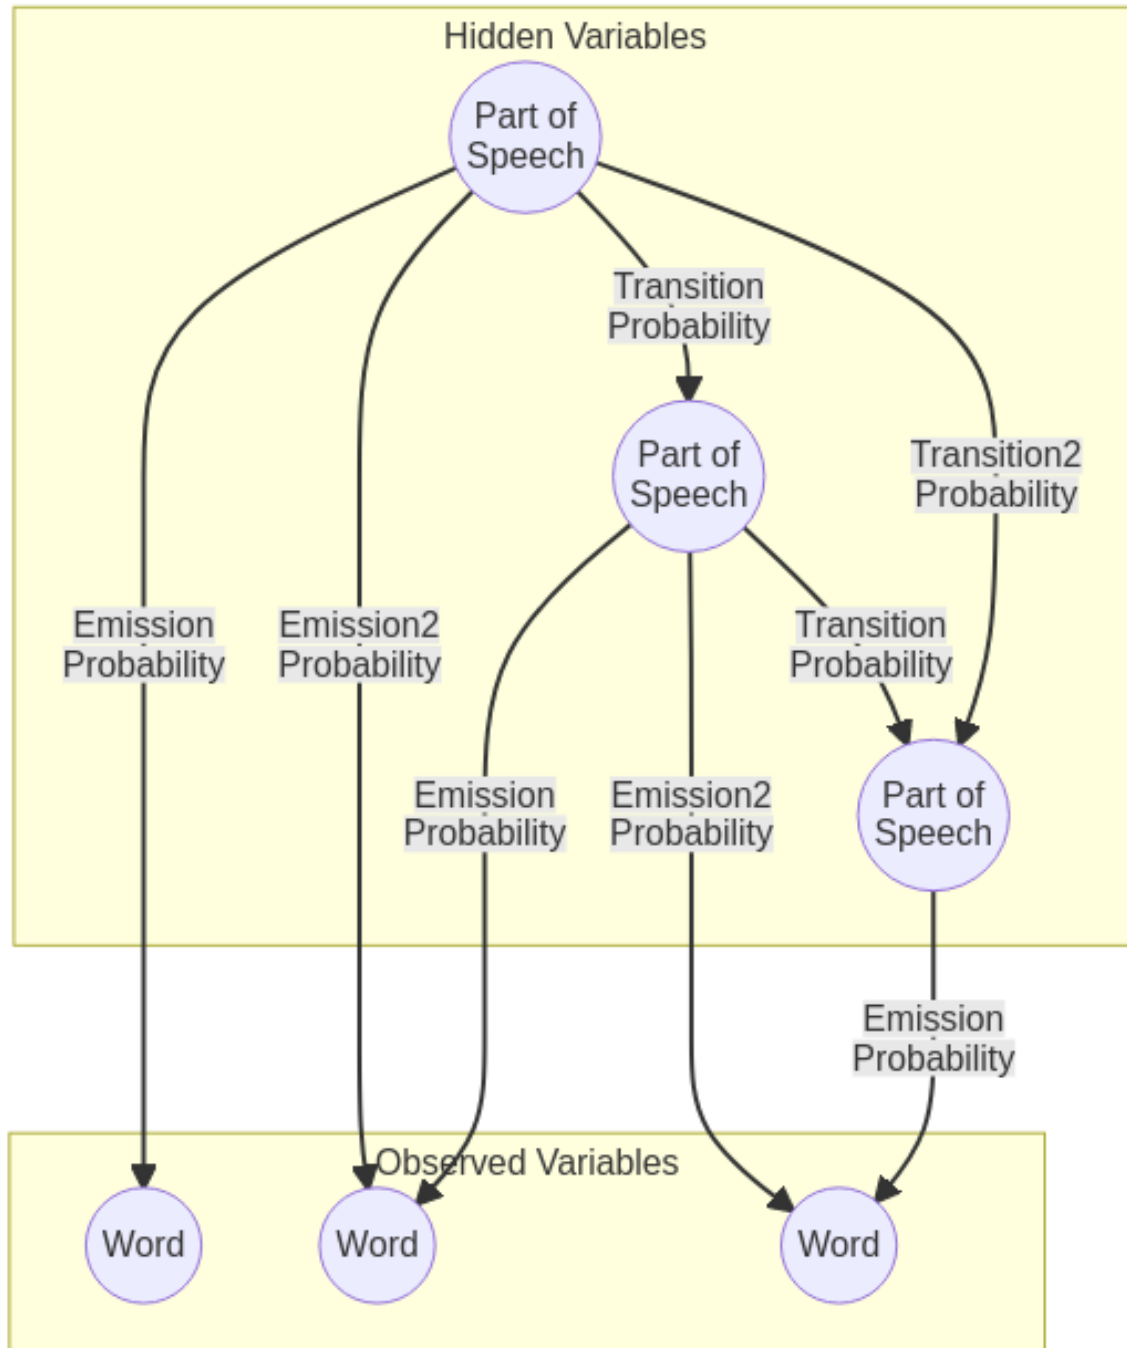 Hidden Variables
Part of
Speech
Transition
Probability
Part of
Speech
Transition2
Probability
Emission
Probability
Emission2
Probability
Transition
Probability
Emission
Probability
Emission2
Probability
Part of
Speech
Emission
Probability
Observed Variables
Word
Word
Word